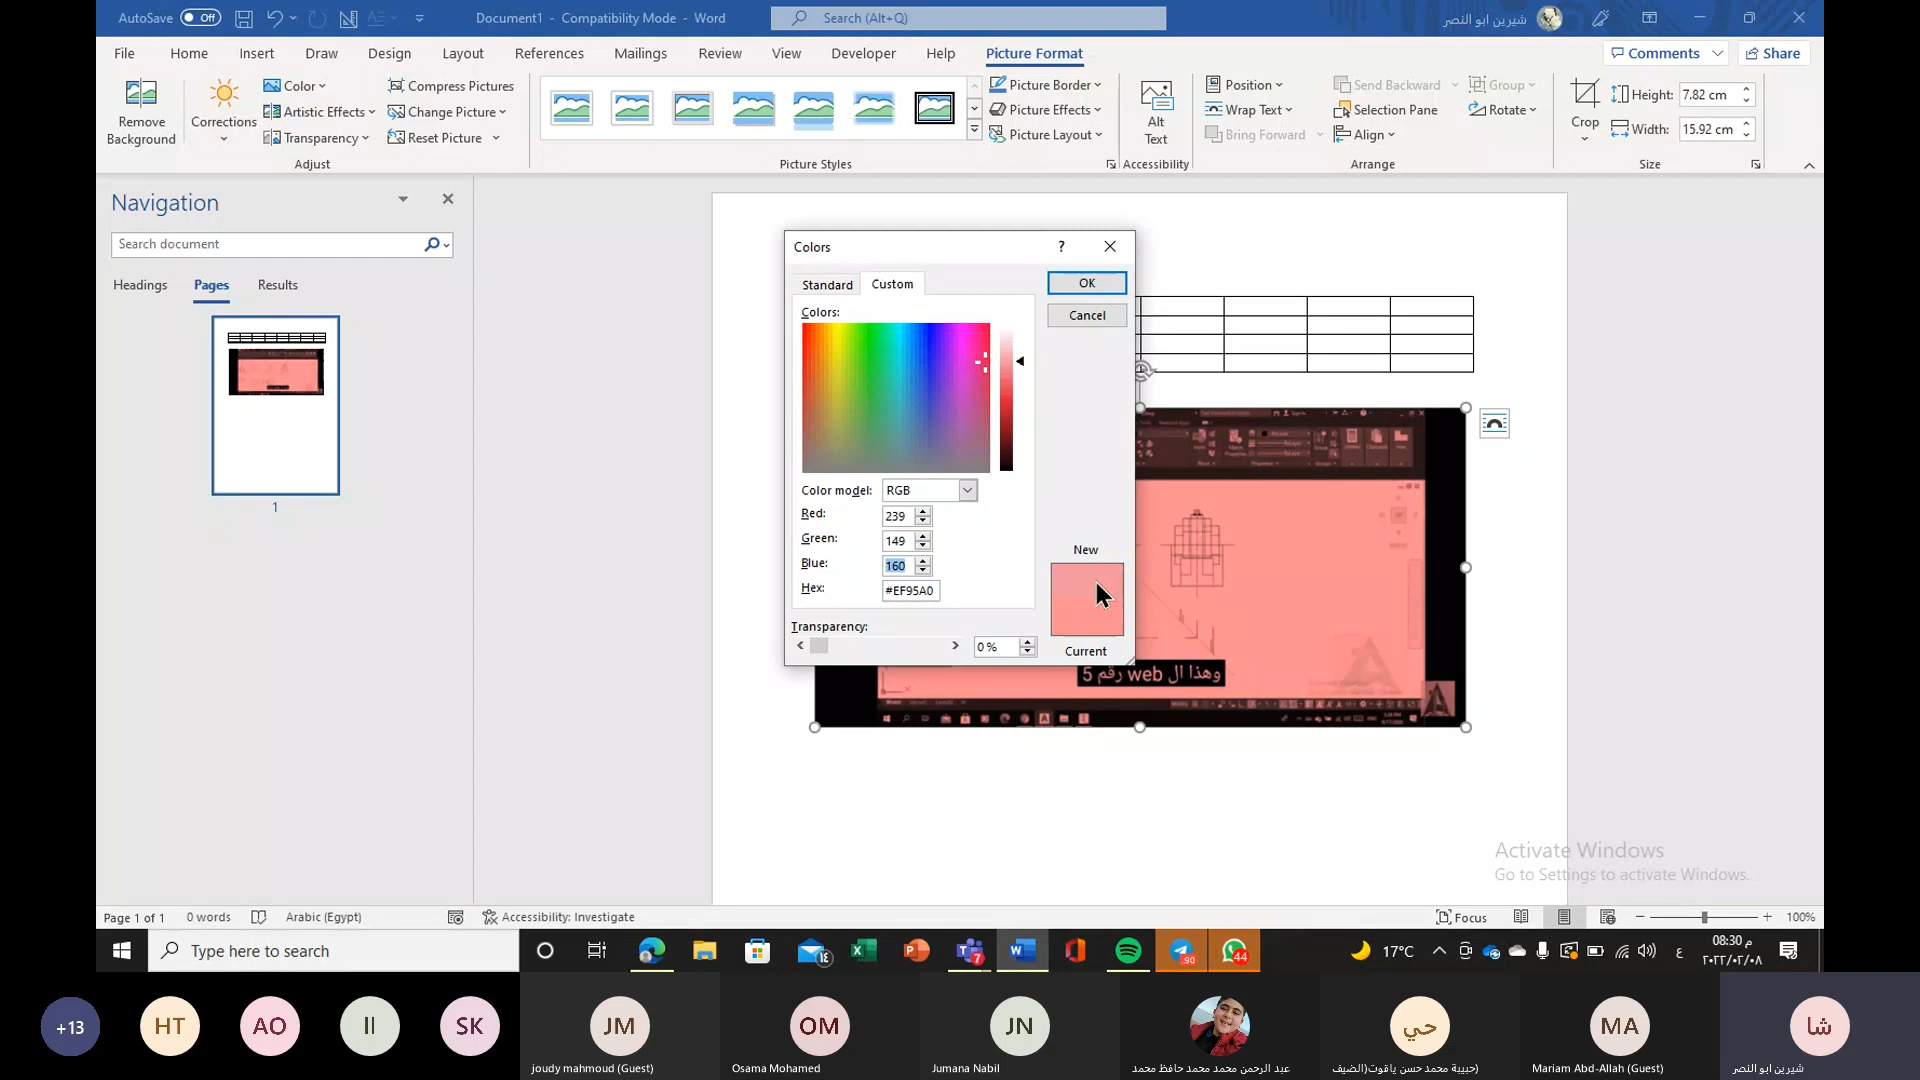 AutoSave Off Document1 - Compatibility Mode - Word Search (Alt+Q) شيرين ابو النصر
File Home Insert Draw Design Layout References Mailings Review View Developer Help Picture Format Comments Share
Remove Background
Corrections
Color
Artistic Effects
Transparency
Compress Pictures
Change Picture
Reset Picture
Adjust
Picture Styles
Picture Border
Picture Effects
Picture Layout
Alt Text
Accessibility
Position
Wrap Text
Bring Forward
Send Backward
Selection Pane
Align
Group
Rotate
Arrange
Crop
Height: 7.82 cm
Width: 15.92 cm
Size
Navigation
Search document
Headings Pages Results
1
Colors ?
Standard Custom
OK
Cancel
Colors:
Color model: RGB
Red: 239
Green: 149
Blue: 160
Hex: #EF95A0
Transparency:
0 %
New
Current
وهذا ال web رقم 5
Activate Windows
Go to Settings to activate Windows.
Page 1 of 1 0 words Arabic (Egypt) Accessibility: Investigate Focus 100%
Type here to search
١٤
7
90
44
17°C
ع
08:30 م
٢٠٢٢/٠٢/٠٨
+13 HT AO II SK JM OM JN حي MA شا
joudy mahmoud (Guest) Osama Mohamed Jumana Nabil عبد الرحمن محمد محمد حافظ محمد حبيبة محمد حسن ياقوت(الضيف) Mariam Abd-Allah (Guest) شيرين ابو النصر